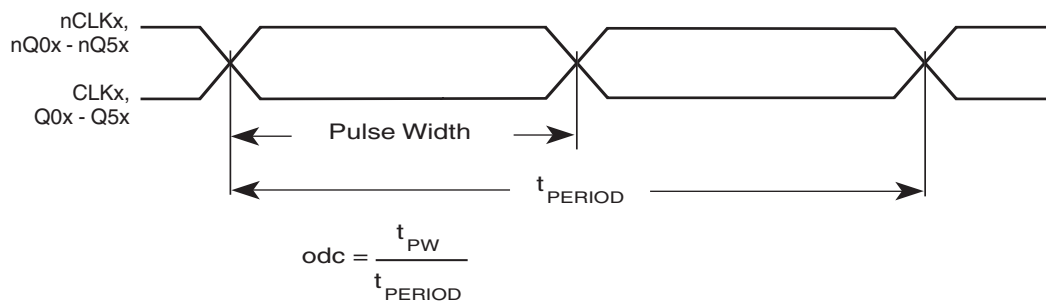 nCLKx,
nQ0x - nQ5x
CLKx,
Q0x - Q5x
Pulse Width
tPERIOD
odc = tPW
tPERIOD